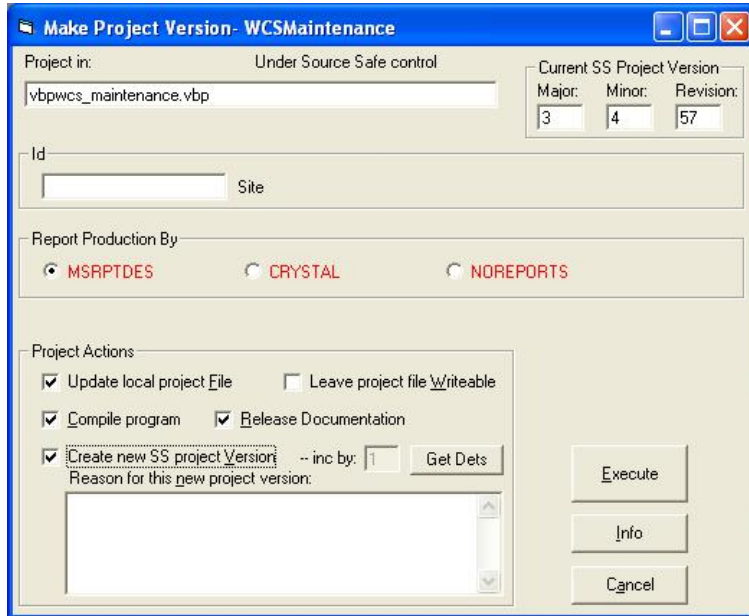 Make Project Version- WCSMaintenance
Project in: Under Source Safe control
vbpwcs_maintenance.vbp
Current SS Project Version
Major: Minor: Revision:
3 4 57
Id
Site
Report Production By
MSRPTDES CRYSTAL NOREPORTS
Project Actions
Update local project File Leave project file Writeable
Compile program Release Documentation
Create new SS project Version -- inc by: 1 Get Dets
Reason for this new project version:
Execute
Info
Cancel